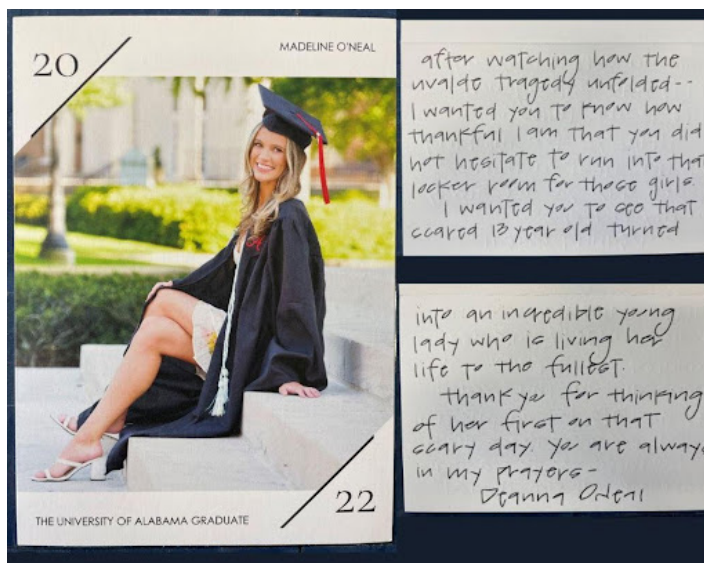 20
MADELINE O'NEAL
THE UNIVERSITY OF ALABAMA GRADUATE
22
after watching how the
uvalde tragedy unfolded--
I wanted you to know how
thankful I am that you did
not hesitate to run into that
locker room for those girls.
I wanted you to see that
scared 13 year old turned
into an incredible young
lady who is living her
life to the fullest.
thank you for thinking
of her first on that
scary day. You are always
in my prayers-
Deanna Oneal